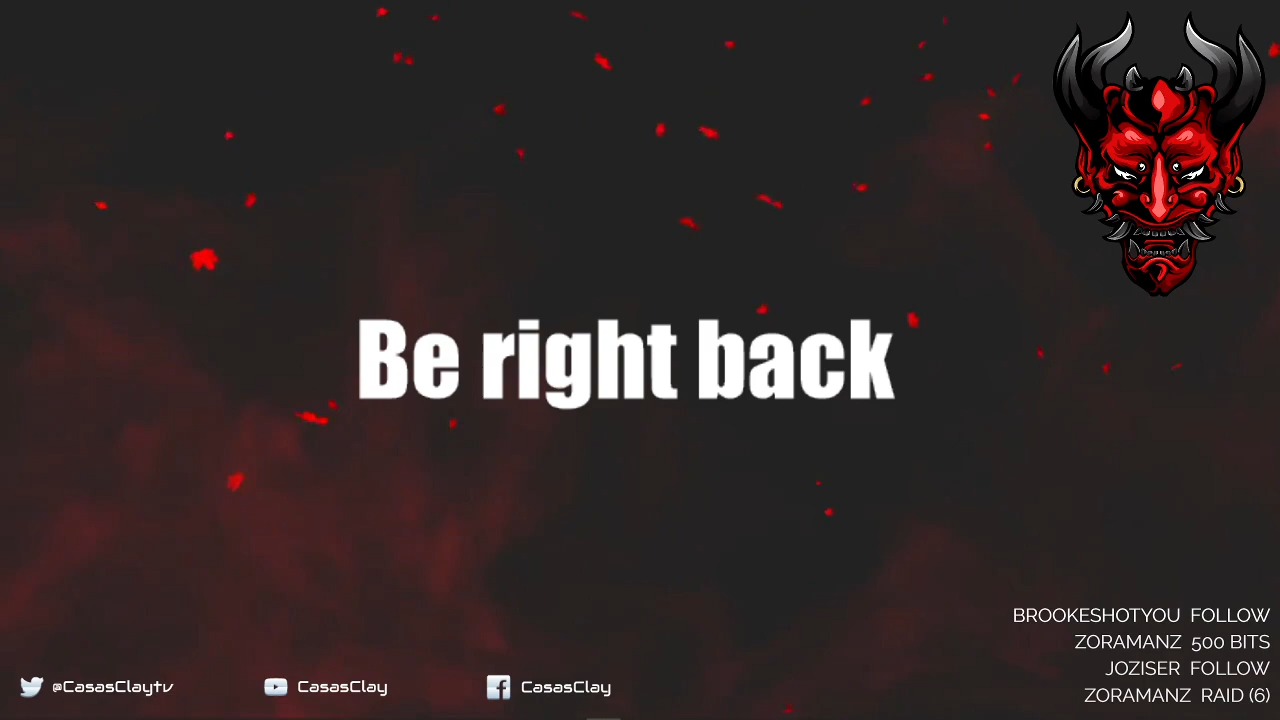 Be right back
BROOKESHOTYOU FOLLOW
ZORAMANZ 500 BITS
JOZISER FOLLOW
ZORAMANZ RAID (6)
@CasasClaytv CasasClay CasasClay